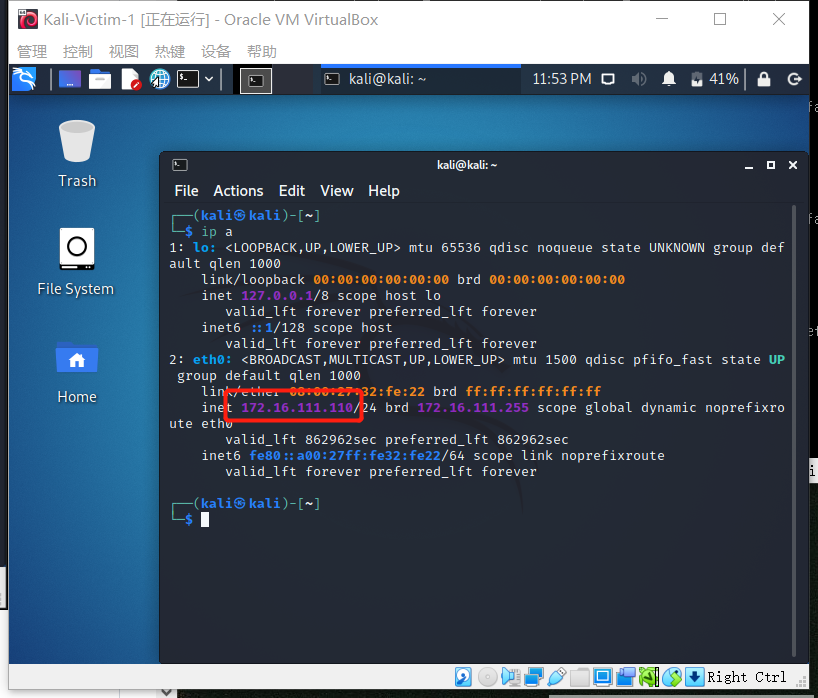 Kali-Victim-1 [正在运行] - Oracle VM VirtualBox
管理 控制 视图 热键 设备 帮助
kali@kali: ~ 11:53 PM 41%
Trash
File System
Home
kali@kali: ~
File Actions Edit View Help
┌──(kali㉿kali)-[~]
└─$ ip a
1: lo: <LOOPBACK,UP,LOWER_UP> mtu 65536 qdisc noqueue state UNKNOWN group def
ault qlen 1000
link/loopback 00:00:00:00:00:00 brd 00:00:00:00:00:00
inet 127.0.0.1/8 scope host lo
valid_lft forever preferred_lft forever
inet6 ::1/128 scope host
valid_lft forever preferred_lft forever
2: eth0: <BROADCAST,MULTICAST,UP,LOWER_UP> mtu 1500 qdisc pfifo_fast state UP
group default qlen 1000
link/ether 08:00:27:32:fe:22 brd ff:ff:ff:ff:ff:ff
inet 172.16.111.110/24 brd 172.16.111.255 scope global dynamic noprefixro
ute eth0
valid_lft 862962sec preferred_lft 862962sec
inet6 fe80::a00:27ff:fe32:fe22/64 scope link noprefixroute
valid_lft forever preferred_lft forever
┌──(kali㉿kali)-[~]
└─$
Right Ctrl